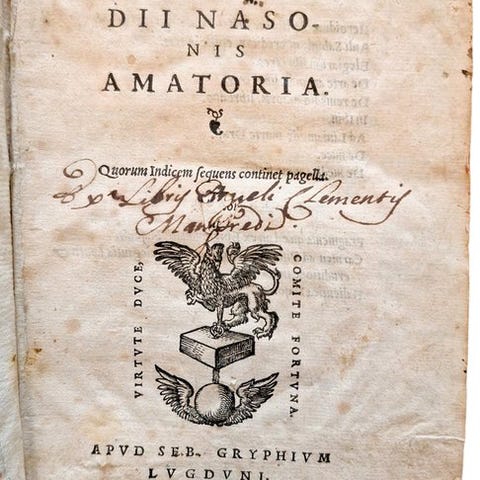 DII NASO-
NIS
AMATORIA.
Quorum Indicem sequens continet pagella.
Ex Libris Clementis
Manfredi
VIRTVTE DVCE,
COMITE FORTVNA.
APVD SEB. GRYPHIVM
LVGDVNI,